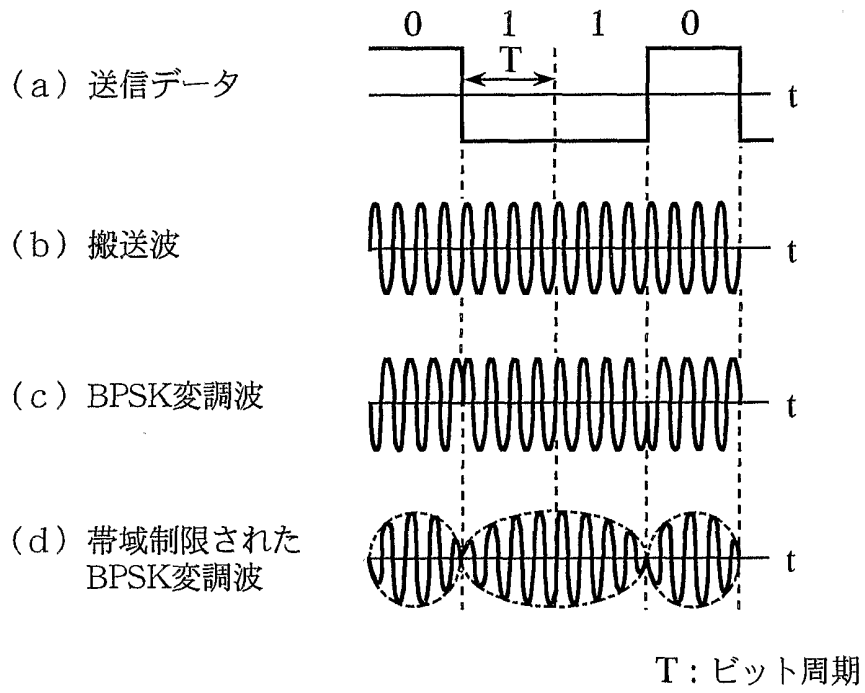 0 1 1 0
T
(a) 送信データ
t
(b) 搬送波
t
(c) BPSK変調波
t
(d) 帯域制限された
BPSK変調波
t
T:ビット周期